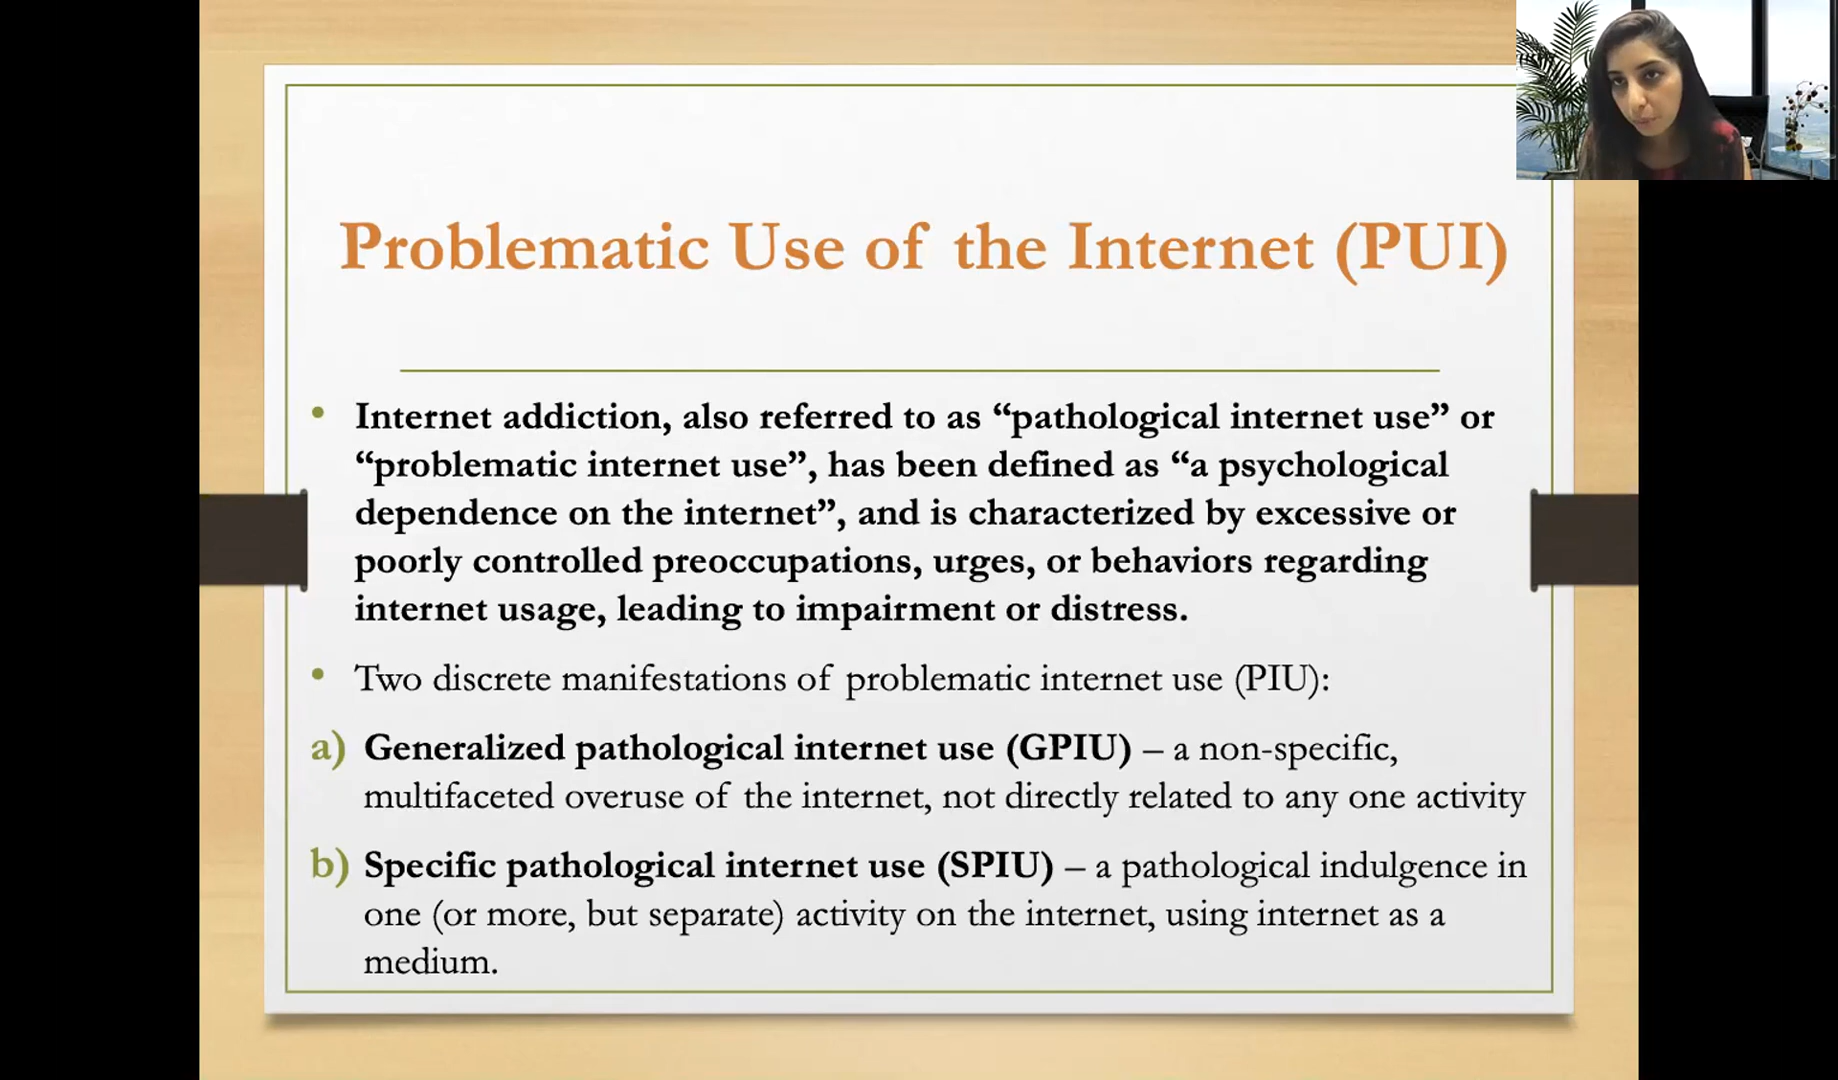 Problematic Use of the Internet (PUI)
• Internet addiction, also referred to as “pathological internet use” or
“problematic internet use”, has been defined as “a psychological
dependence on the internet”, and is characterized by excessive or
poorly controlled preoccupations, urges, or behaviors regarding
internet usage, leading to impairment or distress.
• Two discrete manifestations of problematic internet use (PIU):
a) Generalized pathological internet use (GPIU) – a non-specific,
multifaceted overuse of the internet, not directly related to any one activity
b) Specific pathological internet use (SPIU) – a pathological indulgence in
one (or more, but separate) activity on the internet, using internet as a
medium.